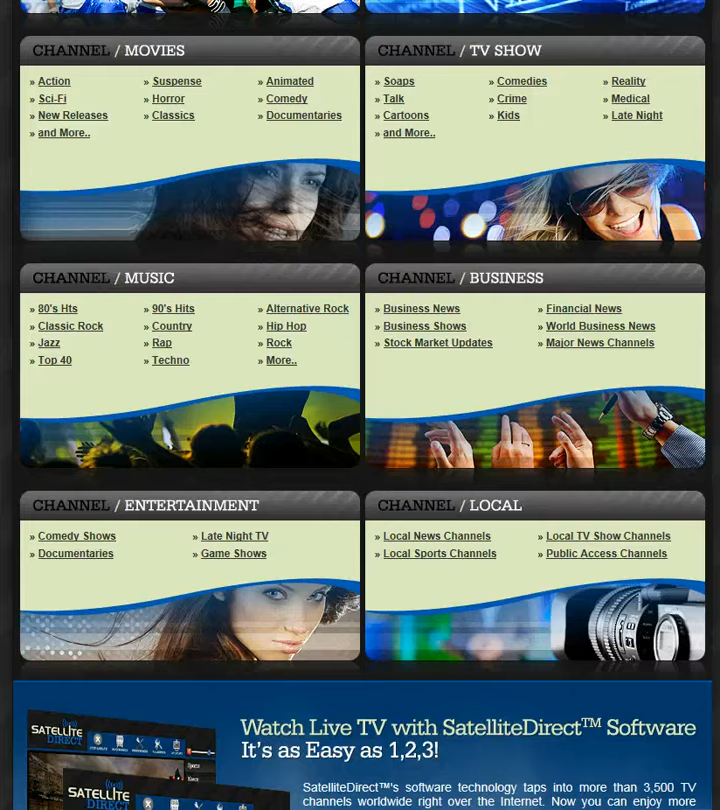 CHANNEL / MOVIES
» Action » Suspense » Animated
» Sci-Fi » Horror » Comedy
» New Releases » Classics » Documentaries
» and More..
CHANNEL / TV SHOW
» Soaps » Comedies » Reality
» Talk » Crime » Medical
» Cartoons » Kids » Late Night
» and More..
CHANNEL / MUSIC
» 80's Hts » 90's Hits » Alternative Rock
» Classic Rock » Country » Hip Hop
» Jazz » Rap » Rock
» Top 40 » Techno » More..
CHANNEL / BUSINESS
» Business News » Financial News
» Business Shows » World Business News
» Stock Market Updates » Major News Channels
CHANNEL / ENTERTAINMENT
» Comedy Shows » Late Night TV
» Documentaries » Game Shows
CHANNEL / LOCAL
» Local News Channels » Local TV Show Channels
» Local Sports Channels » Public Access Channels
SATELLITE
DIRECT
SATELLITE
DIRECT
Watch Live TV with SatelliteDirect™ Software
It's as Easy as 1,2,3!
SatelliteDirect™'s software technology taps into more than 3,500 TV
channels worldwide right over the Internet. Now you can enjoy more